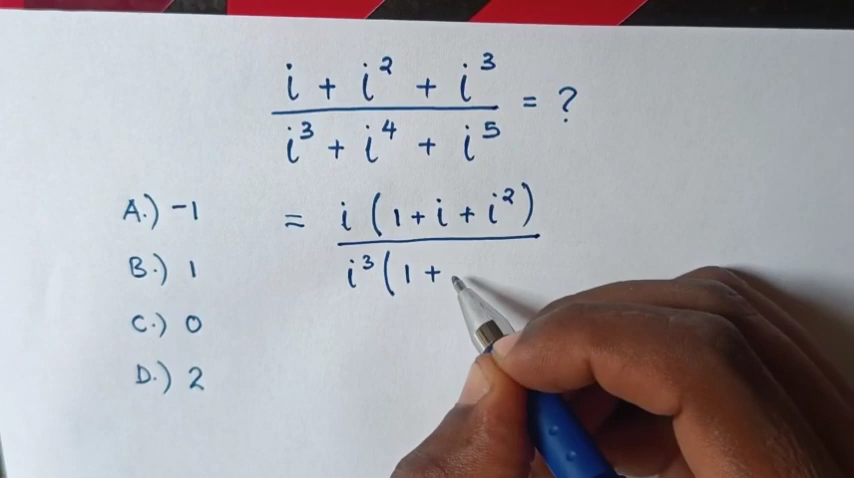 i + i² + i³
i³ + i⁴ + i⁵
= ?
= i (1 + i + i²)
i³ (1 +
A.) -1
B.) 1
C.) 0
D.) 2